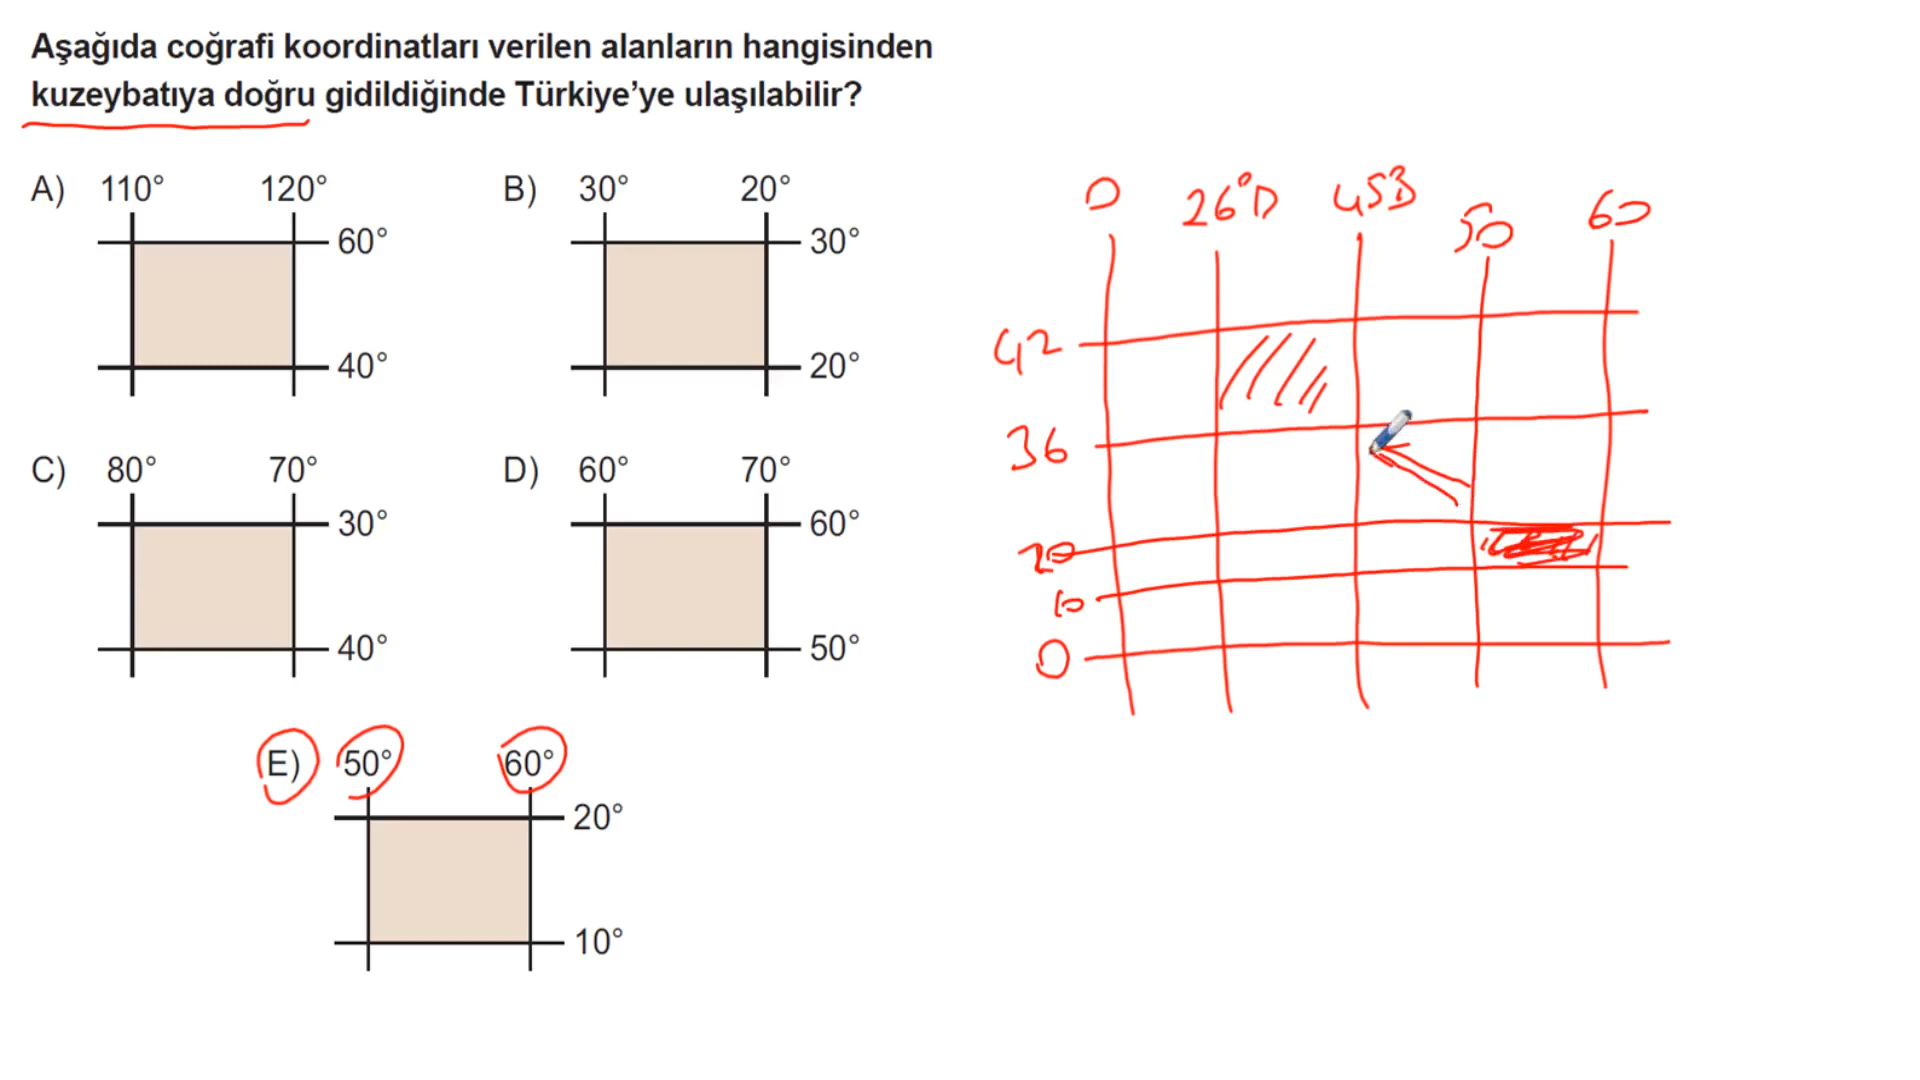 Aşağıda coğrafi koordinatları verilen alanların hangisinden
kuzeybatıya doğru gidildiğinde Türkiye'ye ulaşılabilir?
A) 110° 120°
60°
40°
B) 30° 20°
30°
20°
C) 80° 70°
30°
40°
D) 60° 70°
60°
50°
E) 50° 60°
20°
10°
0 26°D 45D 50 60
42
36
20
10
0